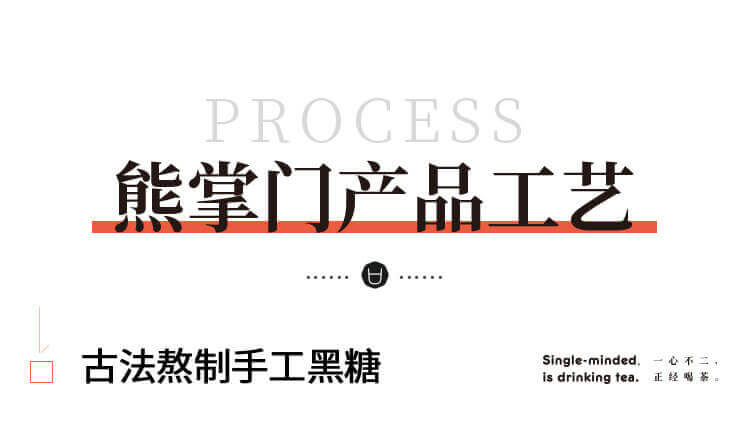 PROCESS
熊掌门产品工艺
古法熬制手工黑糖
Single-minded, 一心不二,
is drinking tea. 正经喝茶。